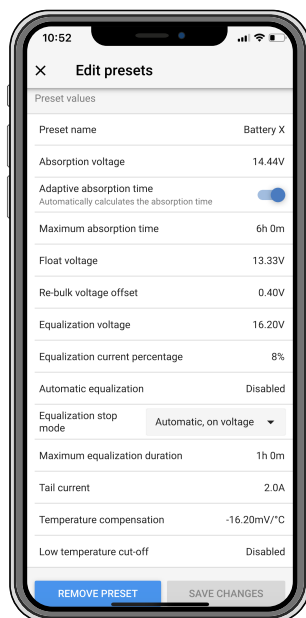 10:52
× Edit presets
Preset values
Preset name Battery X
Absorption voltage 14.44V
Adaptive absorption time
Automatically calculates the absorption time
Maximum absorption time 6h 0m
Float voltage 13.33V
Re-bulk voltage offset 0.40V
Equalization voltage 16.20V
Equalization current percentage 8%
Automatic equalization Disabled
Equalization stop
mode Automatic, on voltage
Maximum equalization duration 1h 0m
Tail current 2.0A
Temperature compensation -16.20mV/°C
Low temperature cut-off Disabled
REMOVE PRESET SAVE CHANGES